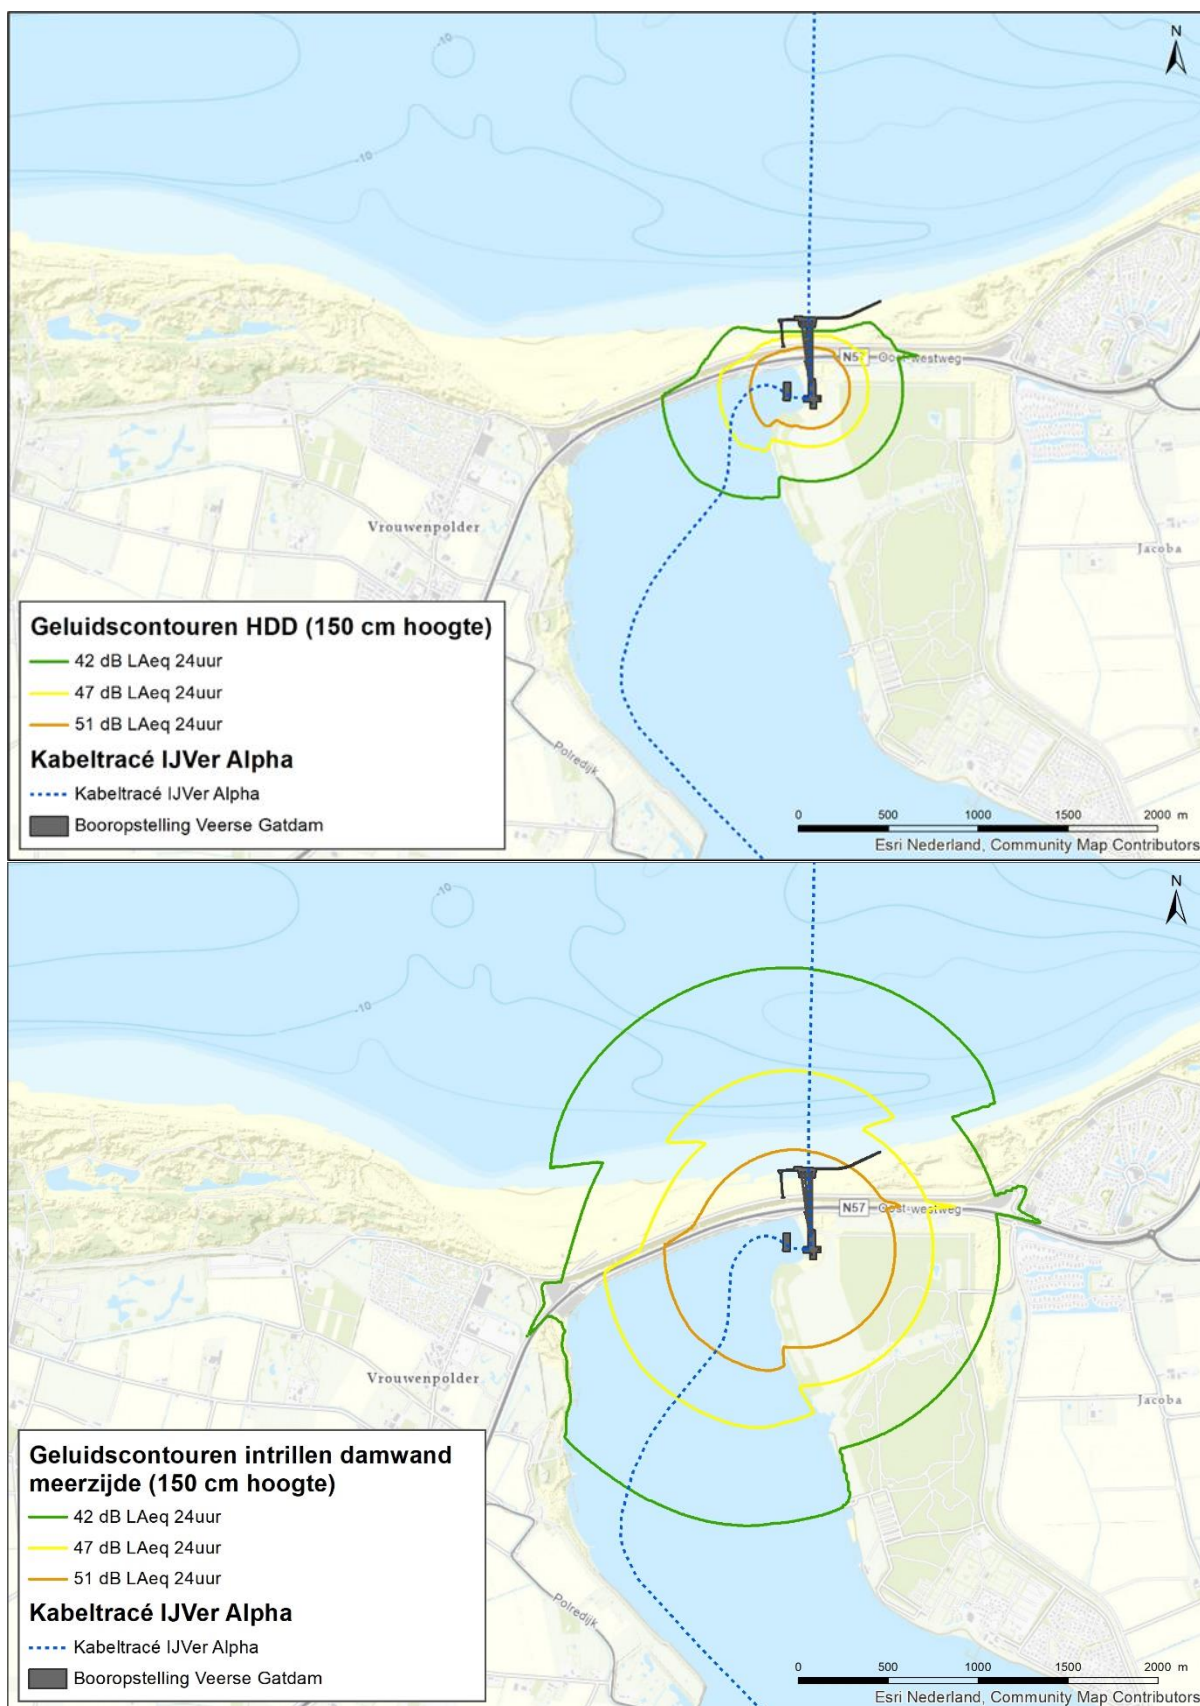 -10
N
-10
N57
Oost-westweg
Vrouwenpolder
Jacoba
Geluidscontouren HDD (150 cm hoogte)
42 dB LAeq 24uur
47 dB LAeq 24uur
51 dB LAeq 24uur
Kabeltracé IJVer Alpha
Kabeltracé IJVer Alpha
Booropstelling Veerse Gatdam
Polredijk
0 500 1000 1500 2000 m
Esri Nederland, Community Map Contributors
N
-10
-10
N57
Oost-westweg
Vrouwenpolder
Jacoba
Geluidscontouren intrillen damwand
meerzijde (150 cm hoogte)
42 dB LAeq 24uur
47 dB LAeq 24uur
51 dB LAeq 24uur
Kabeltracé IJVer Alpha
Kabeltracé IJVer Alpha
Booropstelling Veerse Gatdam
Polredijk
0 500 1000 1500 2000 m
Esri Nederland, Community Map Contributors